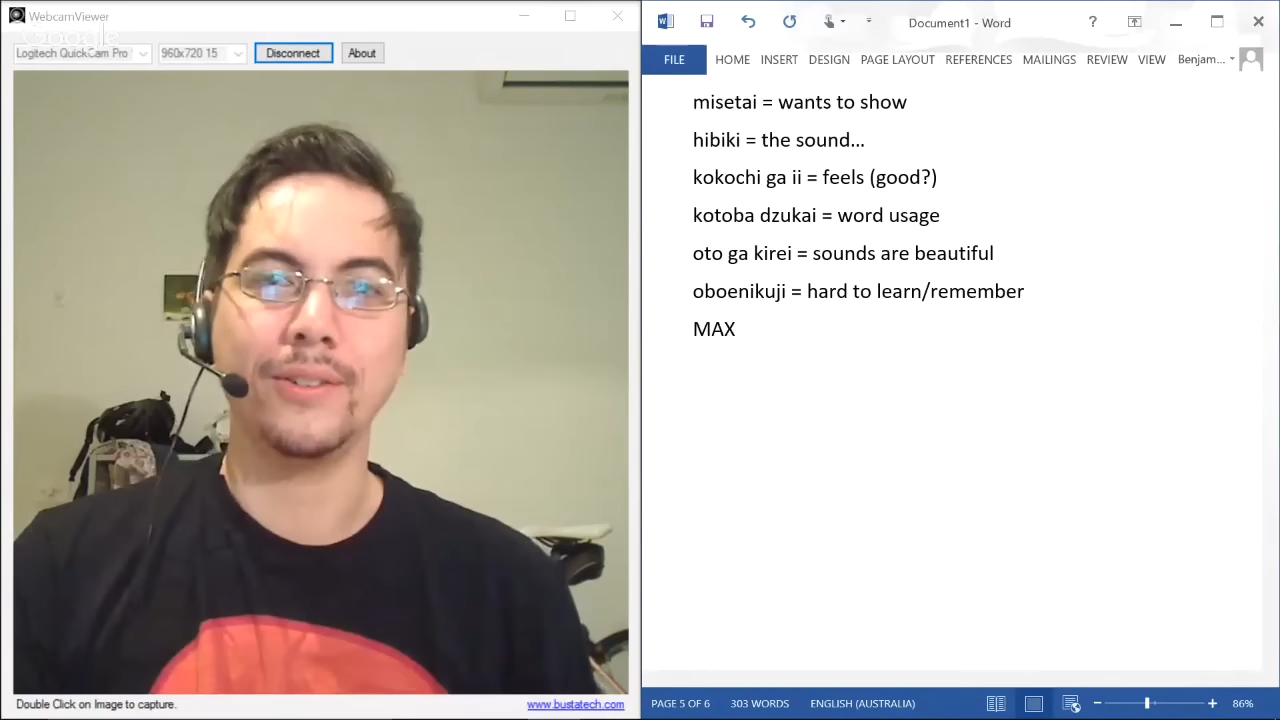 WebcamViewer
Google
Logitech QuickCam Pro
960x720 15
Disconnect
About
Double Click on Image to capture.
www.bustatech.com
Document1 - Word
?
FILE
HOME
INSERT
DESIGN
PAGE LAYOUT
REFERENCES
MAILINGS
REVIEW
VIEW
Benjam...
misetai = wants to show
hibiki = the sound...
kokochi ga ii = feels (good?)
kotoba dzukai = word usage
oto ga kirei = sounds are beautiful
oboenikuji = hard to learn/remember
MAX
PAGE 5 OF 6
303 WORDS
ENGLISH (AUSTRALIA)
86%